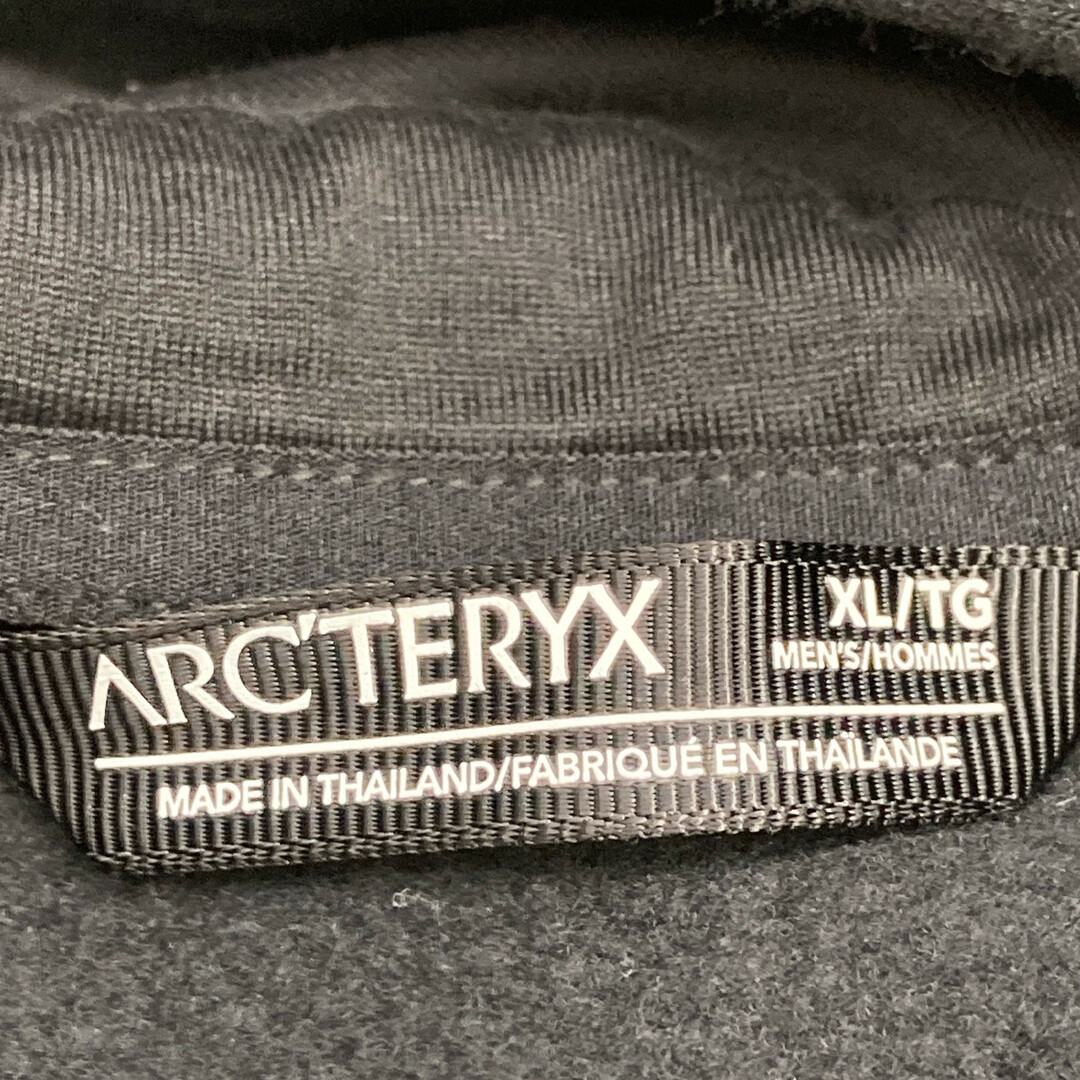 ARC'TERYX
XL/TG
MEN'S/HOMMES
MADE IN THAILAND/FABRIQUÉ EN THAÏLANDE